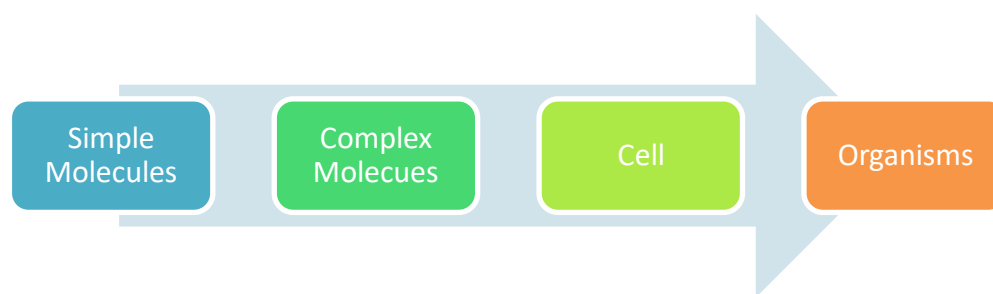 Simple
Molecules
Complex
Molecues
Cell
Organisms